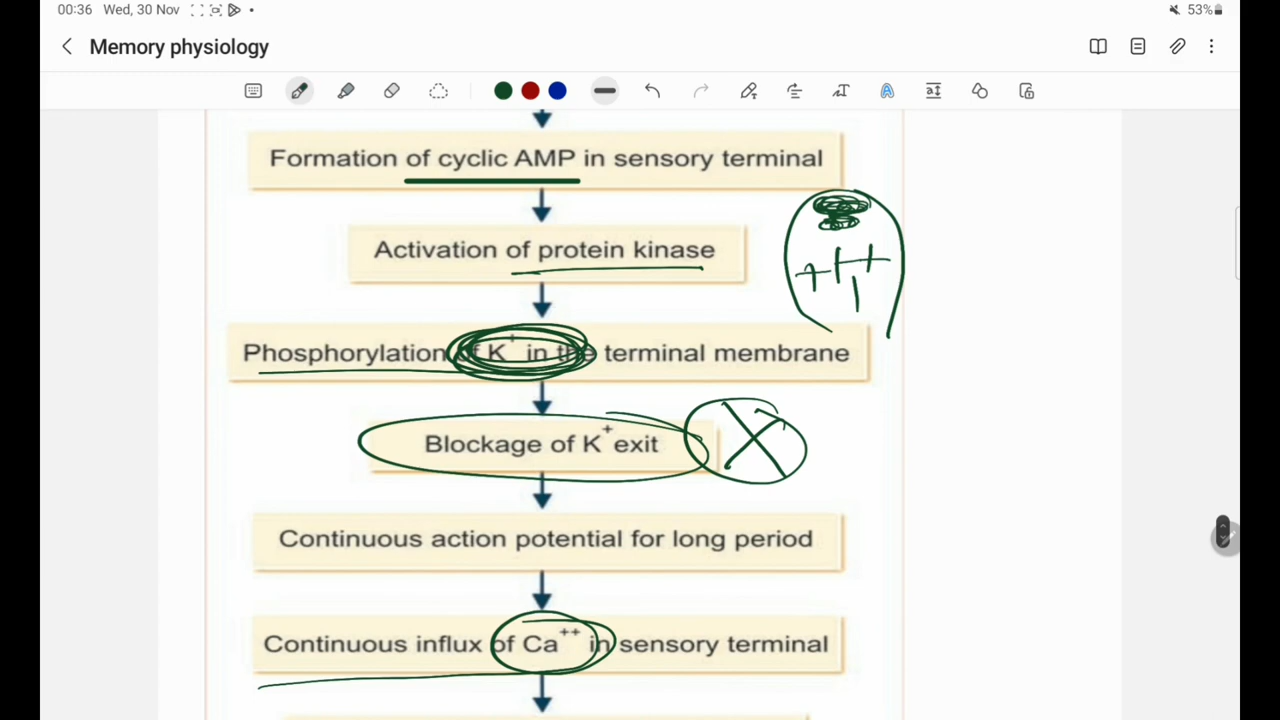 00:36 Wed, 30 Nov
53%
Memory physiology
Formation of cyclic AMP in sensory terminal
Activation of protein kinase
Phosphorylation of K+ in the terminal membrane
Blockage of K+ exit
Continuous action potential for long period
Continuous influx of Ca++ in sensory terminal